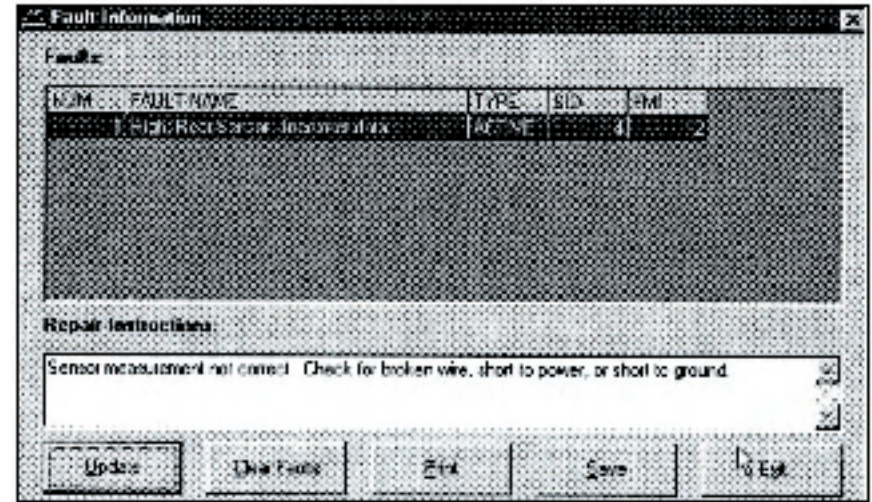 Fault Information
Faults:
NUM FAULT NAME TYPE SID FMI
1 Right Rear Sensor: ACTIVE 4 2
Repair Instructions:
Sensor measurement not correct. Check for broken wire, short to power, or short to ground.
Update Clear Faults Print Save Exit